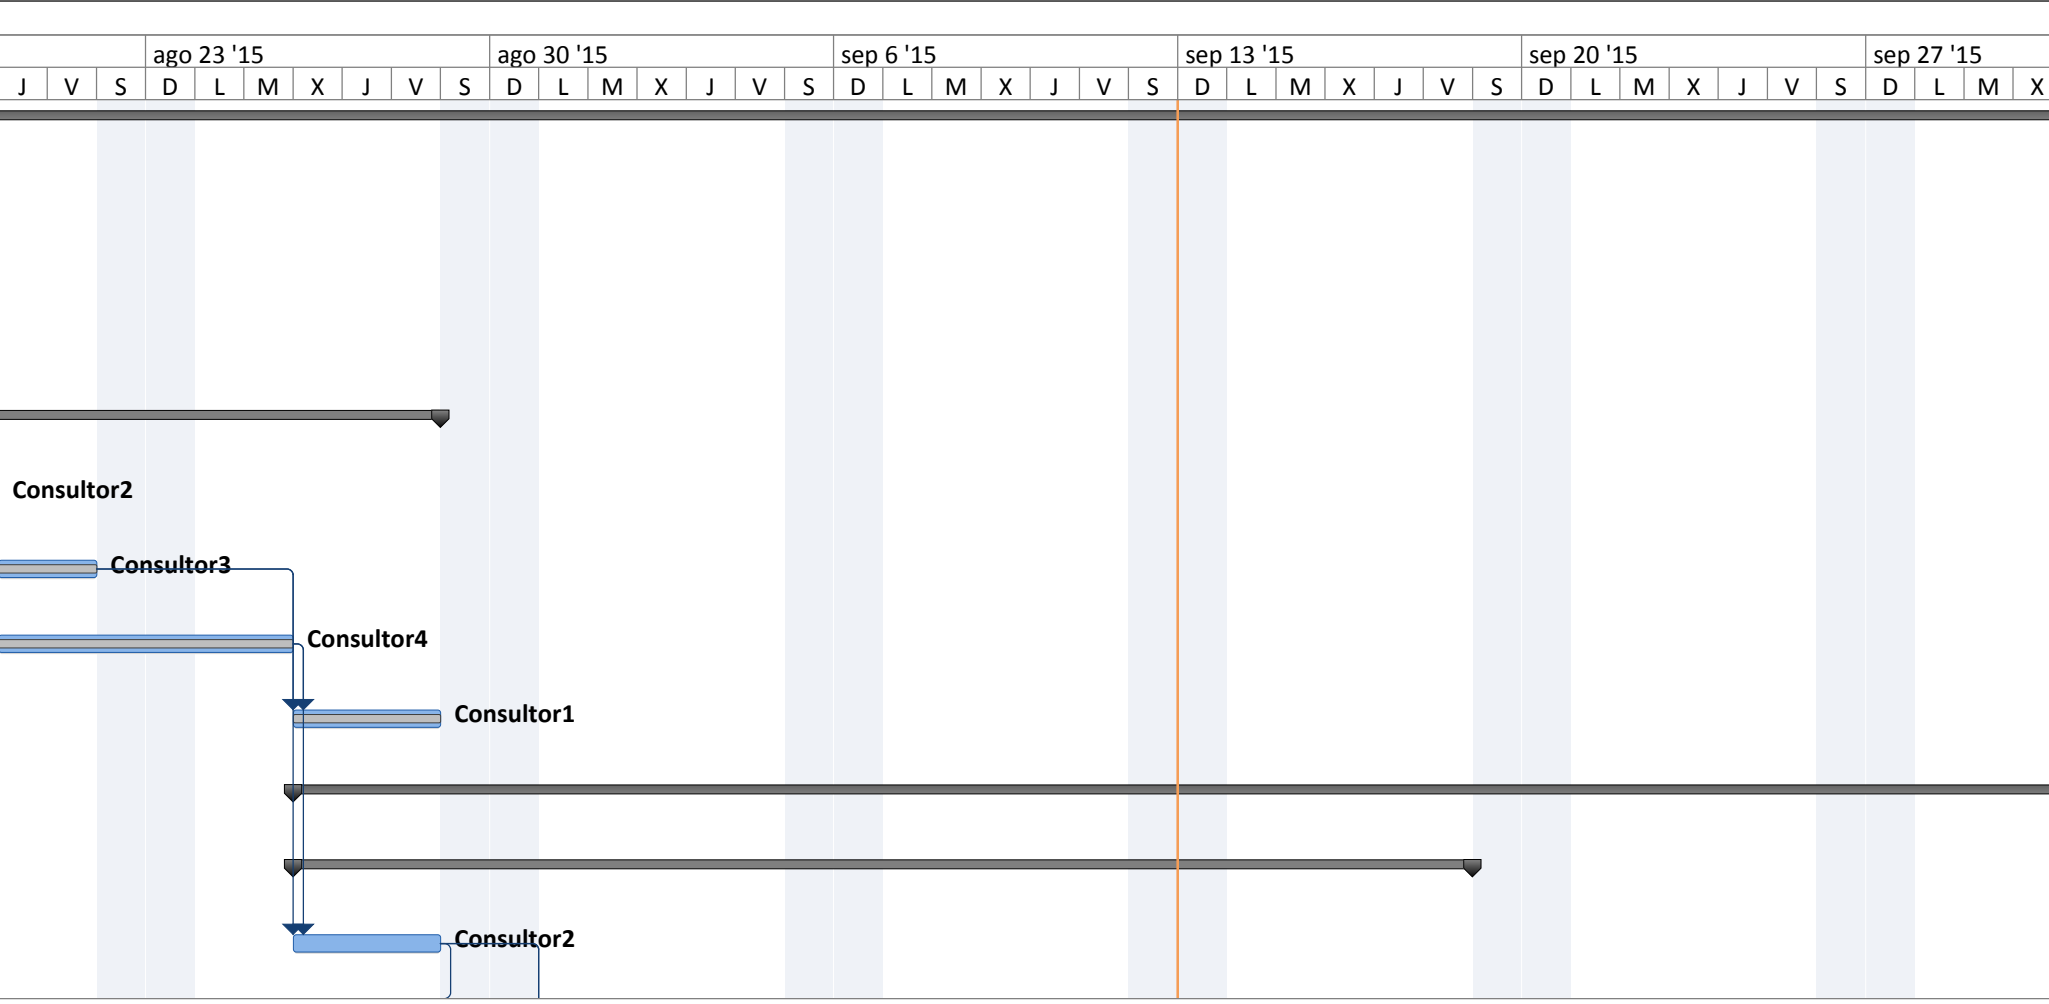 ago 23 '15 ago 30 '15 sep 6 '15 sep 13 '15 sep 20 '15 sep 27 '15
J V S D L M X J V S D L M X J V S D L M X J V S D L M X J V S D L M X J V S D L M X
Consultor2
Consultor3
Consultor4
Consultor1
Consultor2